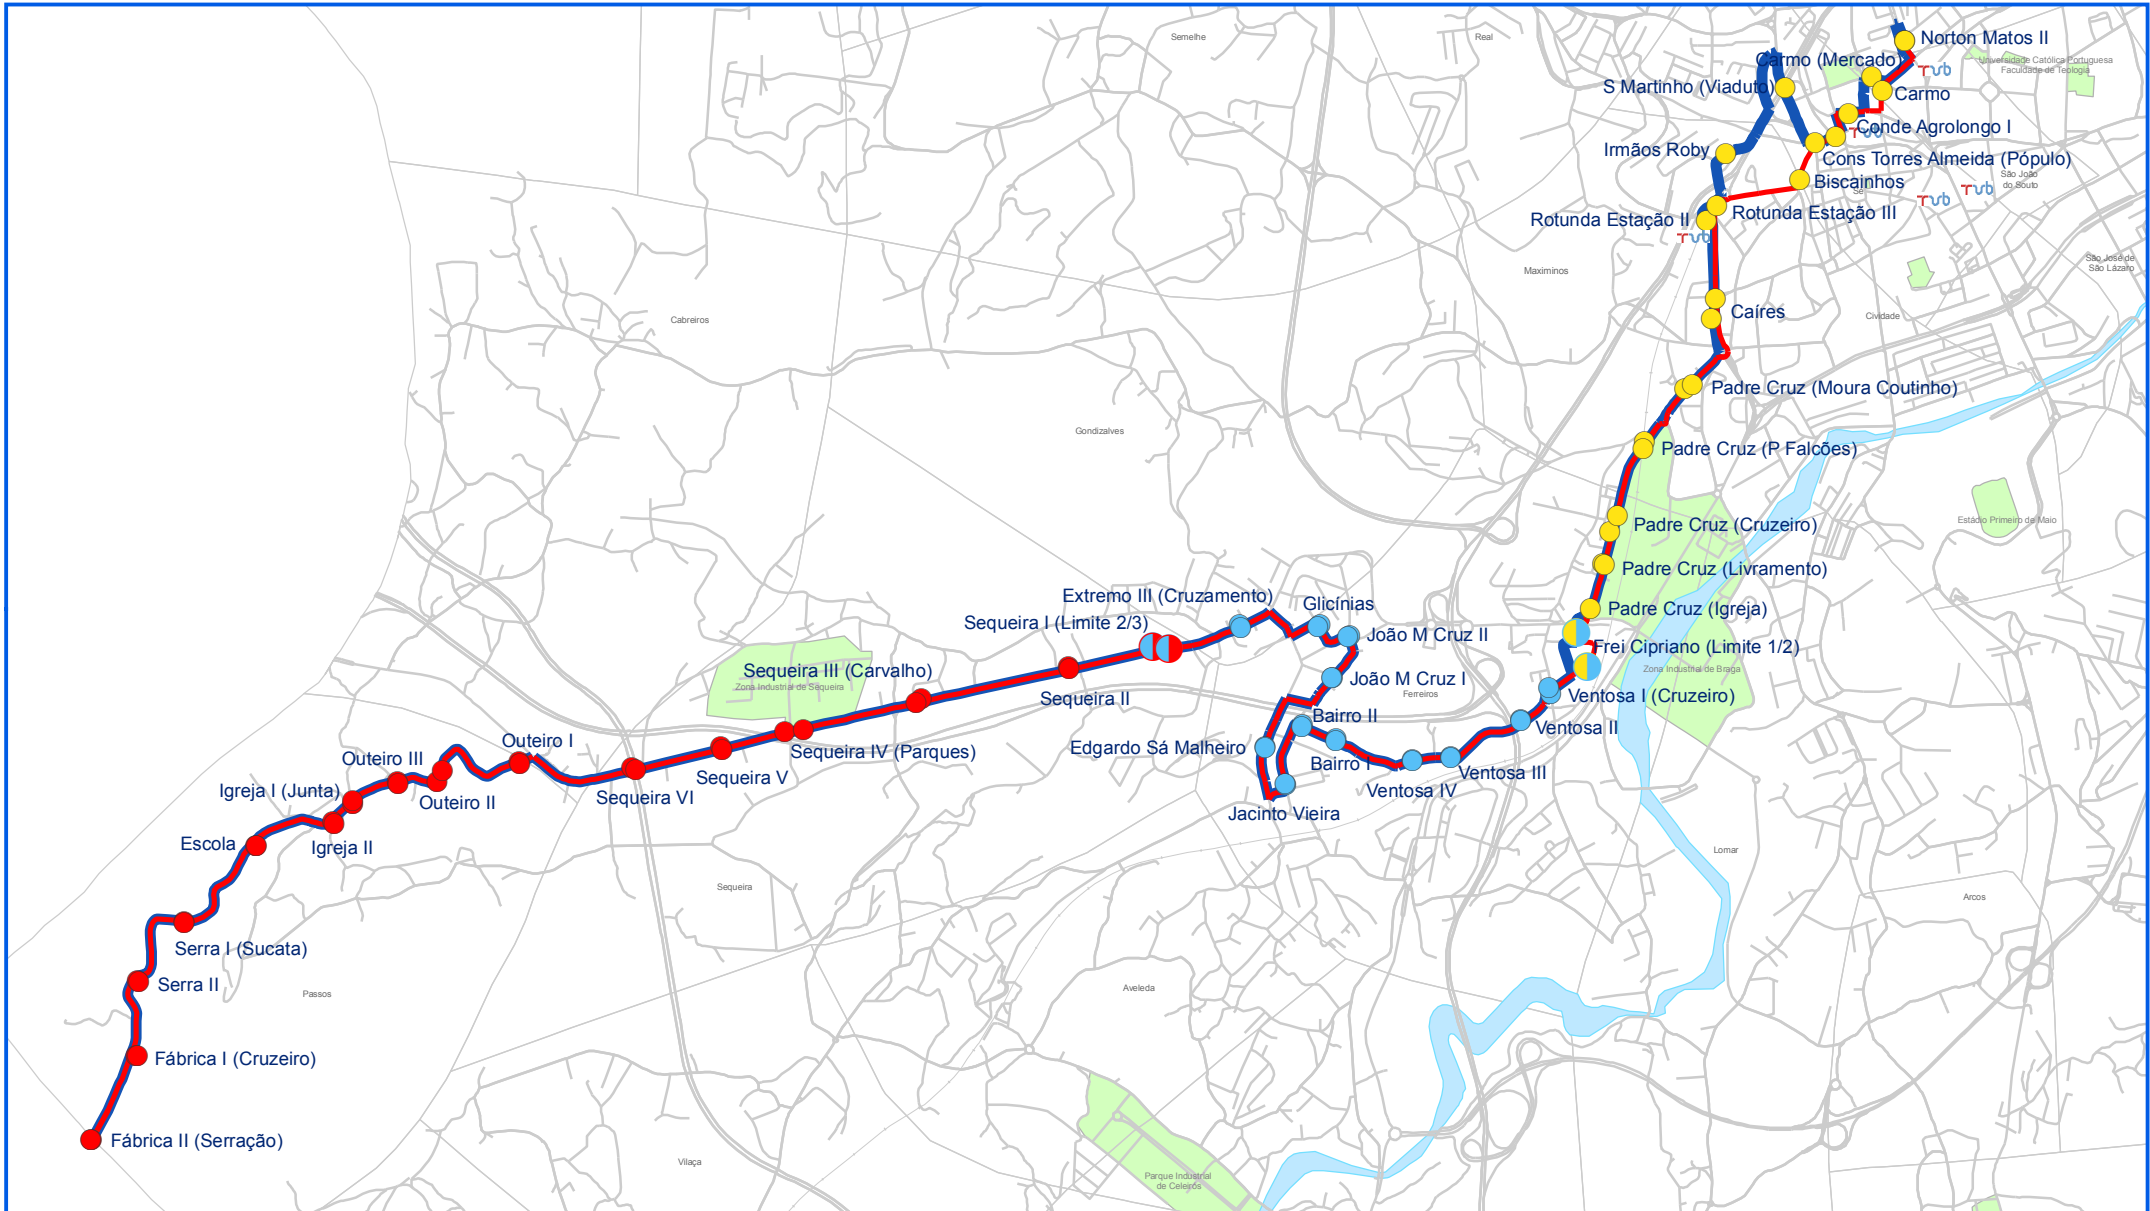 Semelhe
Real
Norton Matos II
Carmo (Mercado)
Universidade Católica Portuguesa
Faculdade de Teologia
TUB
S Martinho (Viaduto)
Carmo
Conde Agrolongo I
TUB
Irmãos Roby
Cons Torres Almeida (Pópulo)
Biscainhos
São João
do Souto
Sé
TUB
TUB
Rotunda Estação II
Rotunda Estação III
TUB
São José de
São Lázaro
Maximinos
Caíres
Cividade
Cabreiros
Padre Cruz (Moura Coutinho)
Gondizalves
Padre Cruz (P Falcões)
Padre Cruz (Cruzeiro)
Estádio Primeiro de Maio
Padre Cruz (Livramento)
Extremo III (Cruzamento)
Glicínias
Padre Cruz (Igreja)
Sequeira I (Limite 2/3)
João M Cruz II
Frei Cipriano (Limite 1/2)
Zona Industrial de Braga
Sequeira III (Carvalho)
Zona Industrial de Sequeira
João M Cruz I
Ferreiros
Sequeira II
Ventosa I (Cruzeiro)
Bairro II
Ventosa II
Outeiro I
Outeiro III
Sequeira IV (Parques)
Edgardo Sá Malheiro
Bairro I
Ventosa III
Sequeira V
Igreja I (Junta)
Outeiro II
Sequeira VI
Ventosa IV
Jacinto Vieira
Escola
Igreja II
Lomar
Sequeira
Arcos
Serra I (Sucata)
Serra II
Passos
Aveleda
Fábrica I (Cruzeiro)
Fábrica II (Serração)
Vilaça
Parque Industrial
de Celeirós